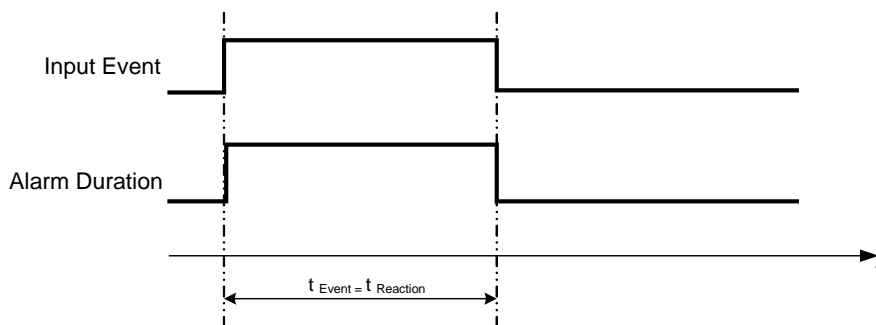 Input Event
Alarm Duration
t Event = t Reaction